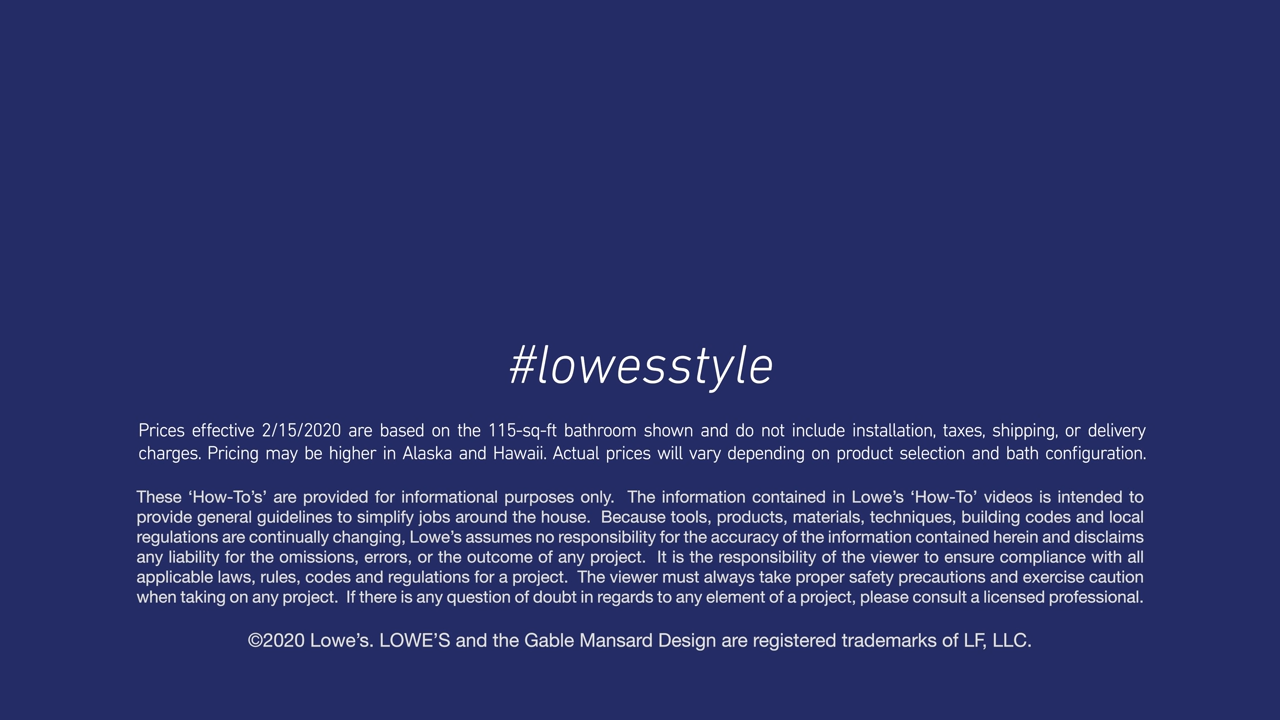 #lowesstyle
Prices effective 2/15/2020 are based on the 115-sq-ft bathroom shown and do not include installation, taxes, shipping, or delivery
charges. Pricing may be higher in Alaska and Hawaii. Actual prices will vary depending on product selection and bath configuration.
These ‘How-To’s’ are provided for informational purposes only.  The information contained in Lowe’s ‘How-To’ videos is intended to
provide general guidelines to simplify jobs around the house.  Because tools, products, materials, techniques, building codes and local
regulations are continually changing, Lowe’s assumes no responsibility for the accuracy of the information contained herein and disclaims
any liability for the omissions, errors, or the outcome of any project.  It is the responsibility of the viewer to ensure compliance with all
applicable laws, rules, codes and regulations for a project.  The viewer must always take proper safety precautions and exercise caution
when taking on any project.  If there is any question of doubt in regards to any element of a project, please consult a licensed professional.
©2020 Lowe’s. LOWE’S and the Gable Mansard Design are registered trademarks of LF, LLC.